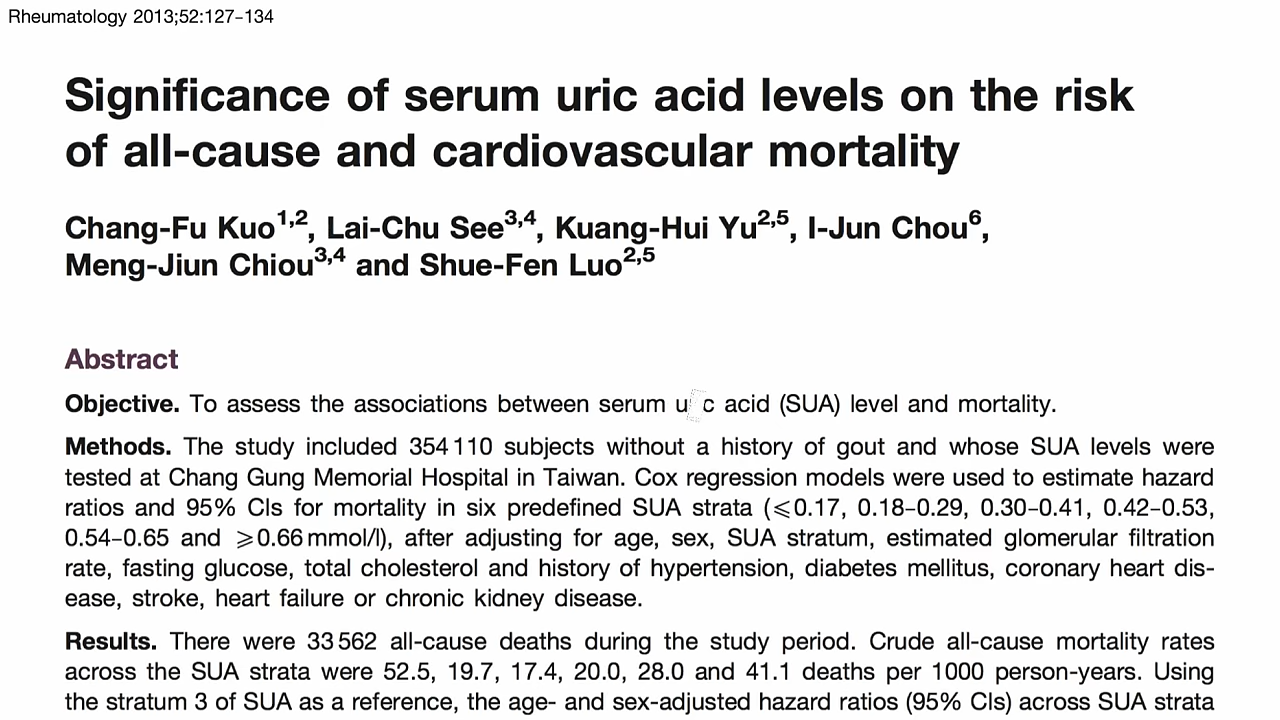 Rheumatology 2013;52:127–134
Significance of serum uric acid levels on the risk
of all-cause and cardiovascular mortality
Chang-Fu Kuo1,2, Lai-Chu See3,4, Kuang-Hui Yu2,5, I-Jun Chou6,
Meng-Jiun Chiou3,4 and Shue-Fen Luo2,5
Abstract
Objective. To assess the associations between serum u c acid (SUA) level and mortality.
Methods. The study included 354 110 subjects without a history of gout and whose SUA levels were
tested at Chang Gung Memorial Hospital in Taiwan. Cox regression models were used to estimate hazard
ratios and 95% CIs for mortality in six predefined SUA strata (⩽0.17, 0.18–0.29, 0.30–0.41, 0.42–0.53,
0.54–0.65 and ⩾0.66 mmol/l), after adjusting for age, sex, SUA stratum, estimated glomerular filtration
rate, fasting glucose, total cholesterol and history of hypertension, diabetes mellitus, coronary heart dis-
ease, stroke, heart failure or chronic kidney disease.
Results. There were 33 562 all-cause deaths during the study period. Crude all-cause mortality rates
across the SUA strata were 52.5, 19.7, 17.4, 20.0, 28.0 and 41.1 deaths per 1000 person-years. Using
the stratum 3 of SUA as a reference, the age- and sex-adjusted hazard ratios (95% CIs) across SUA strata